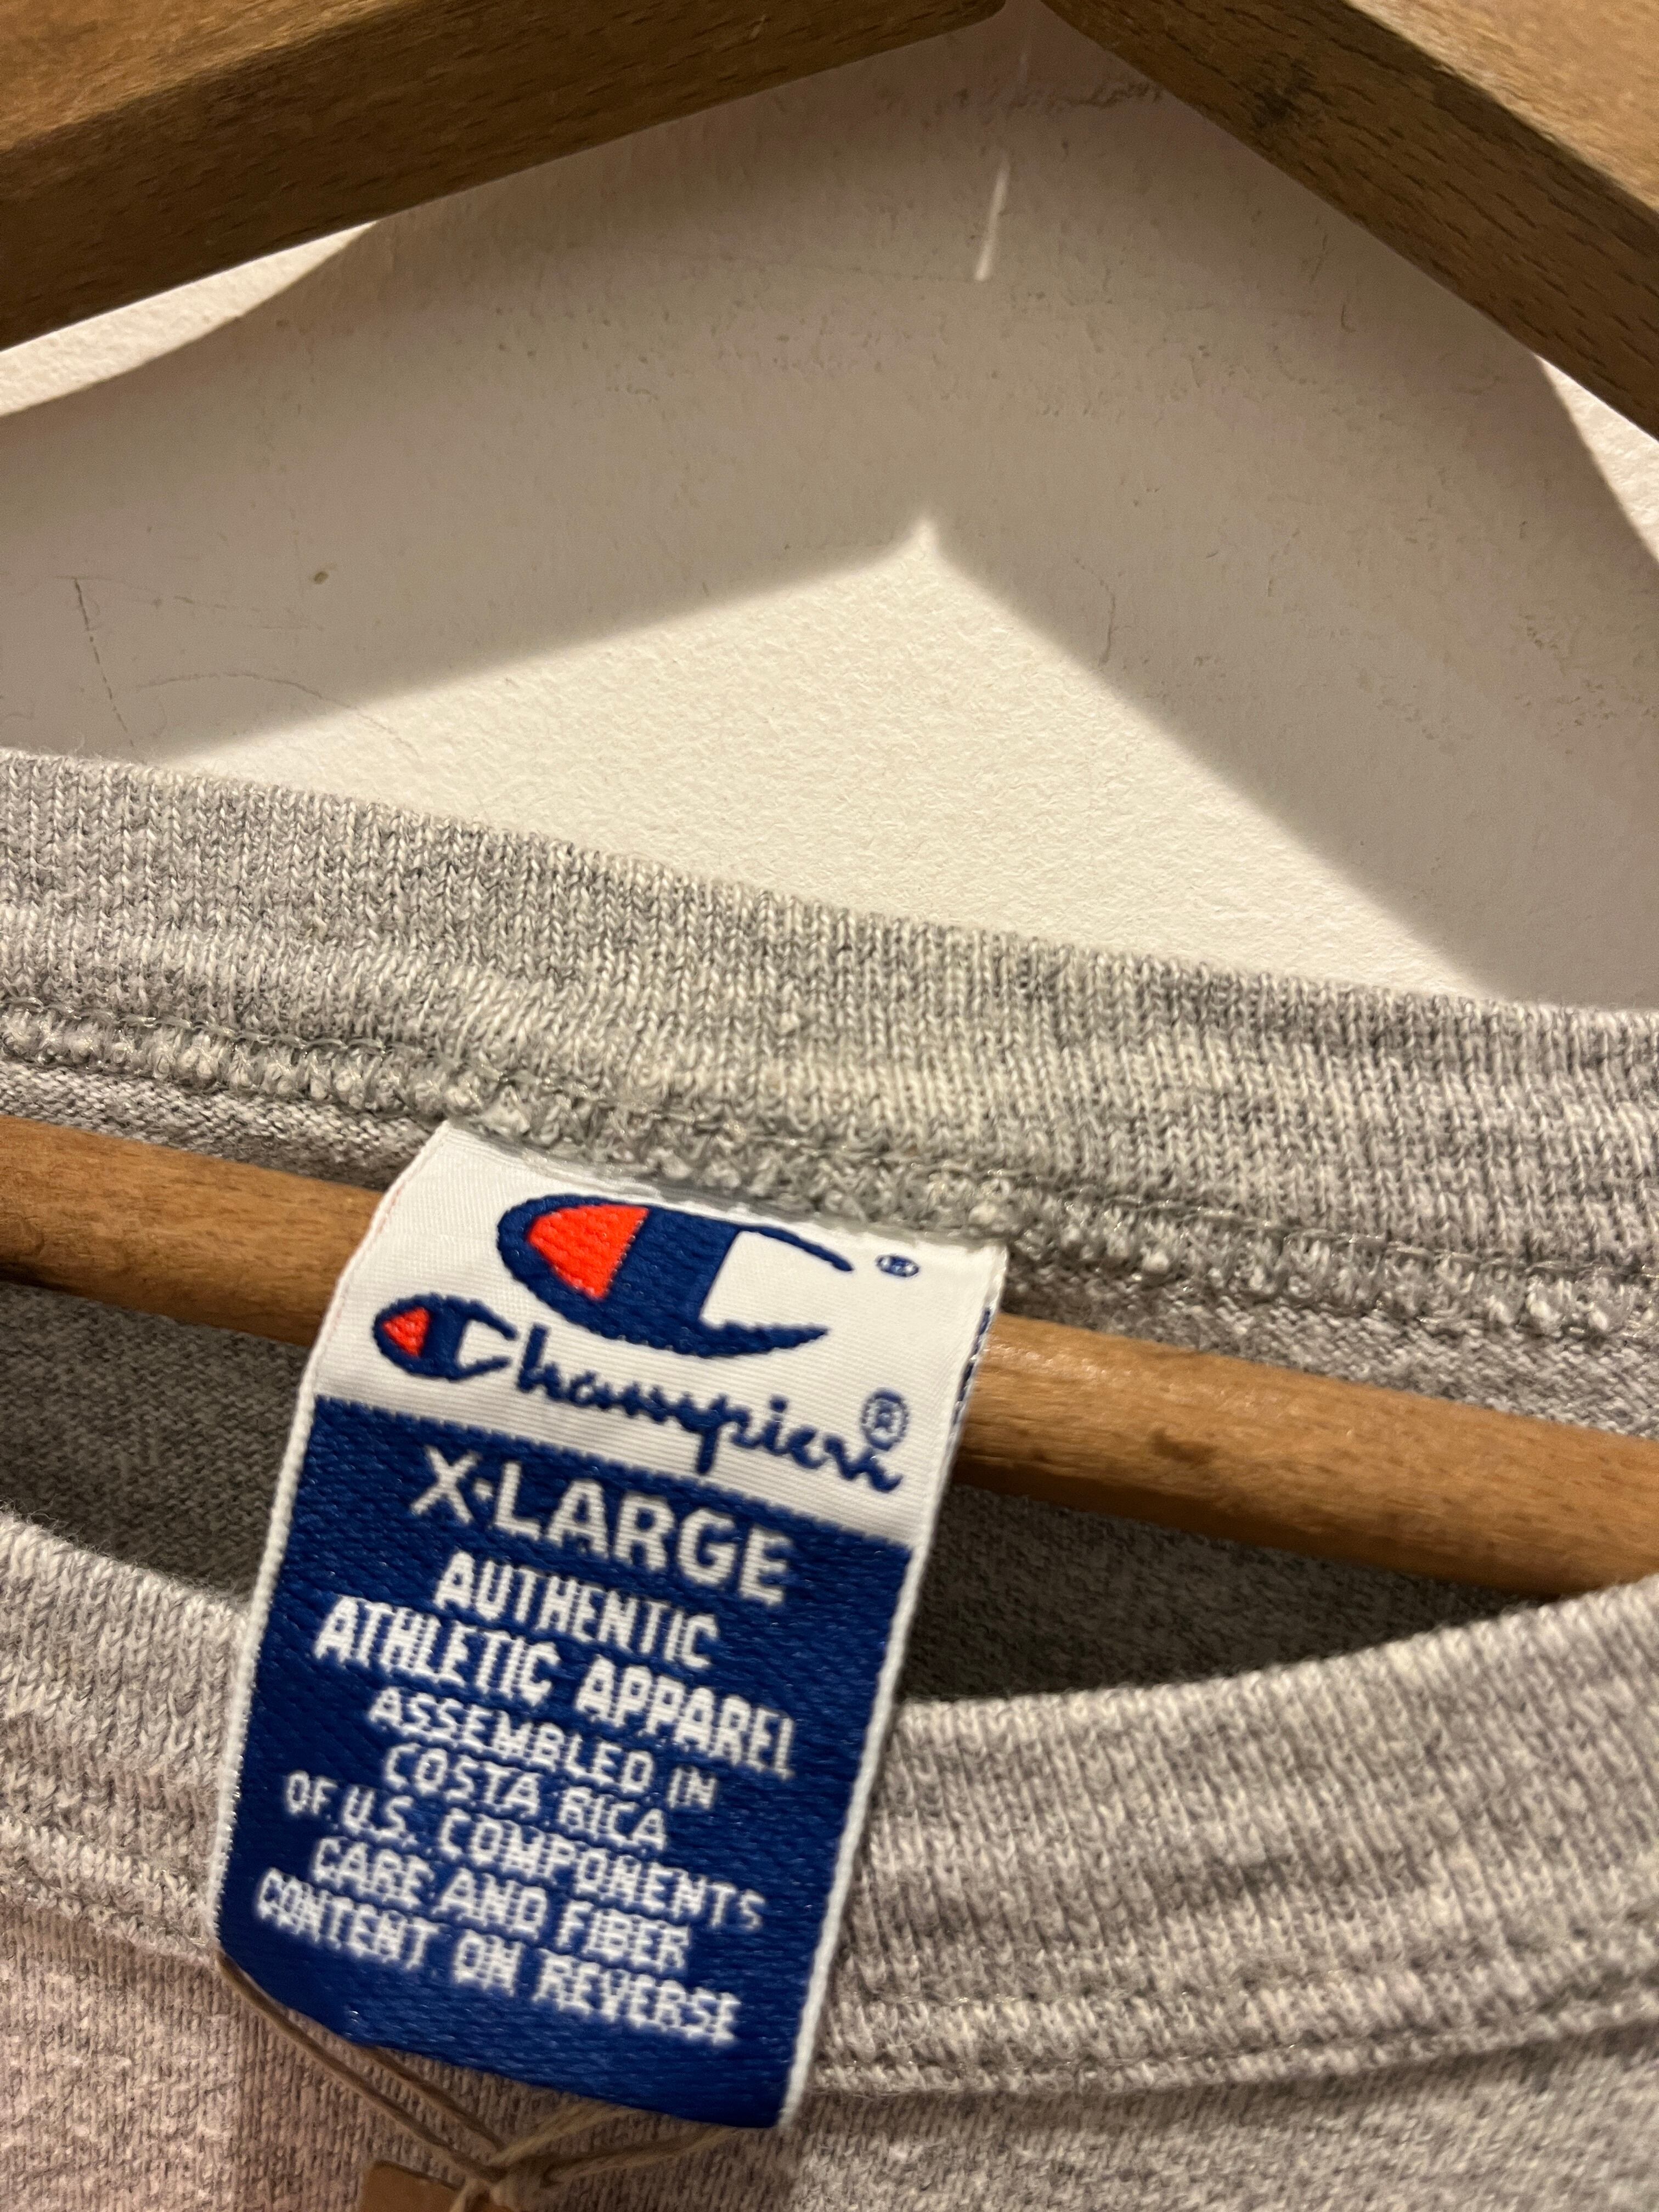 Champion®
X-LARGE
AUTHENTIC
ATHLETIC APPAREL
ASSEMBLED IN
COSTA RICA
OF U.S. COMPONENTS
CARE AND FIBER
CONTENT ON REVERSE